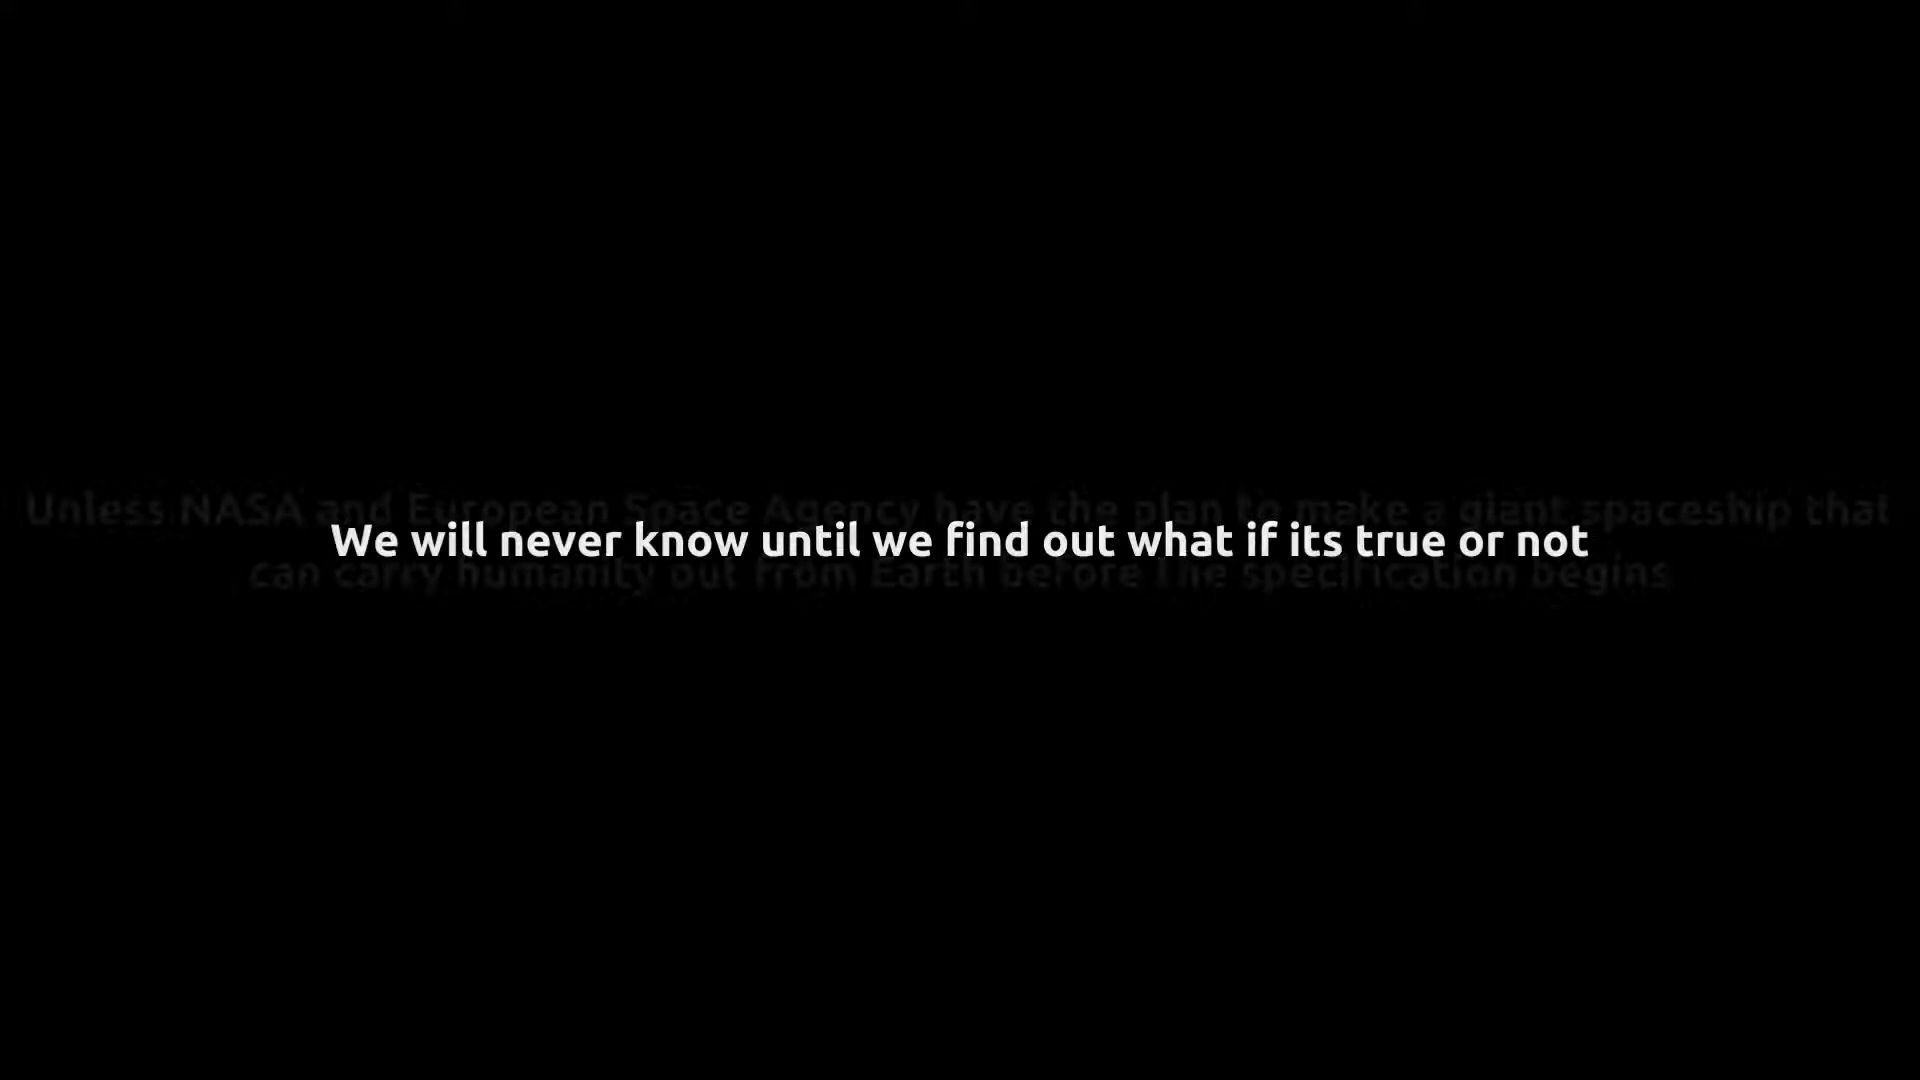 Unless NASA and European Space Agency have the plan to make a giant spaceship that
We will never know until we find out what if its true or not
can carry humanity out from Earth before The specification begins